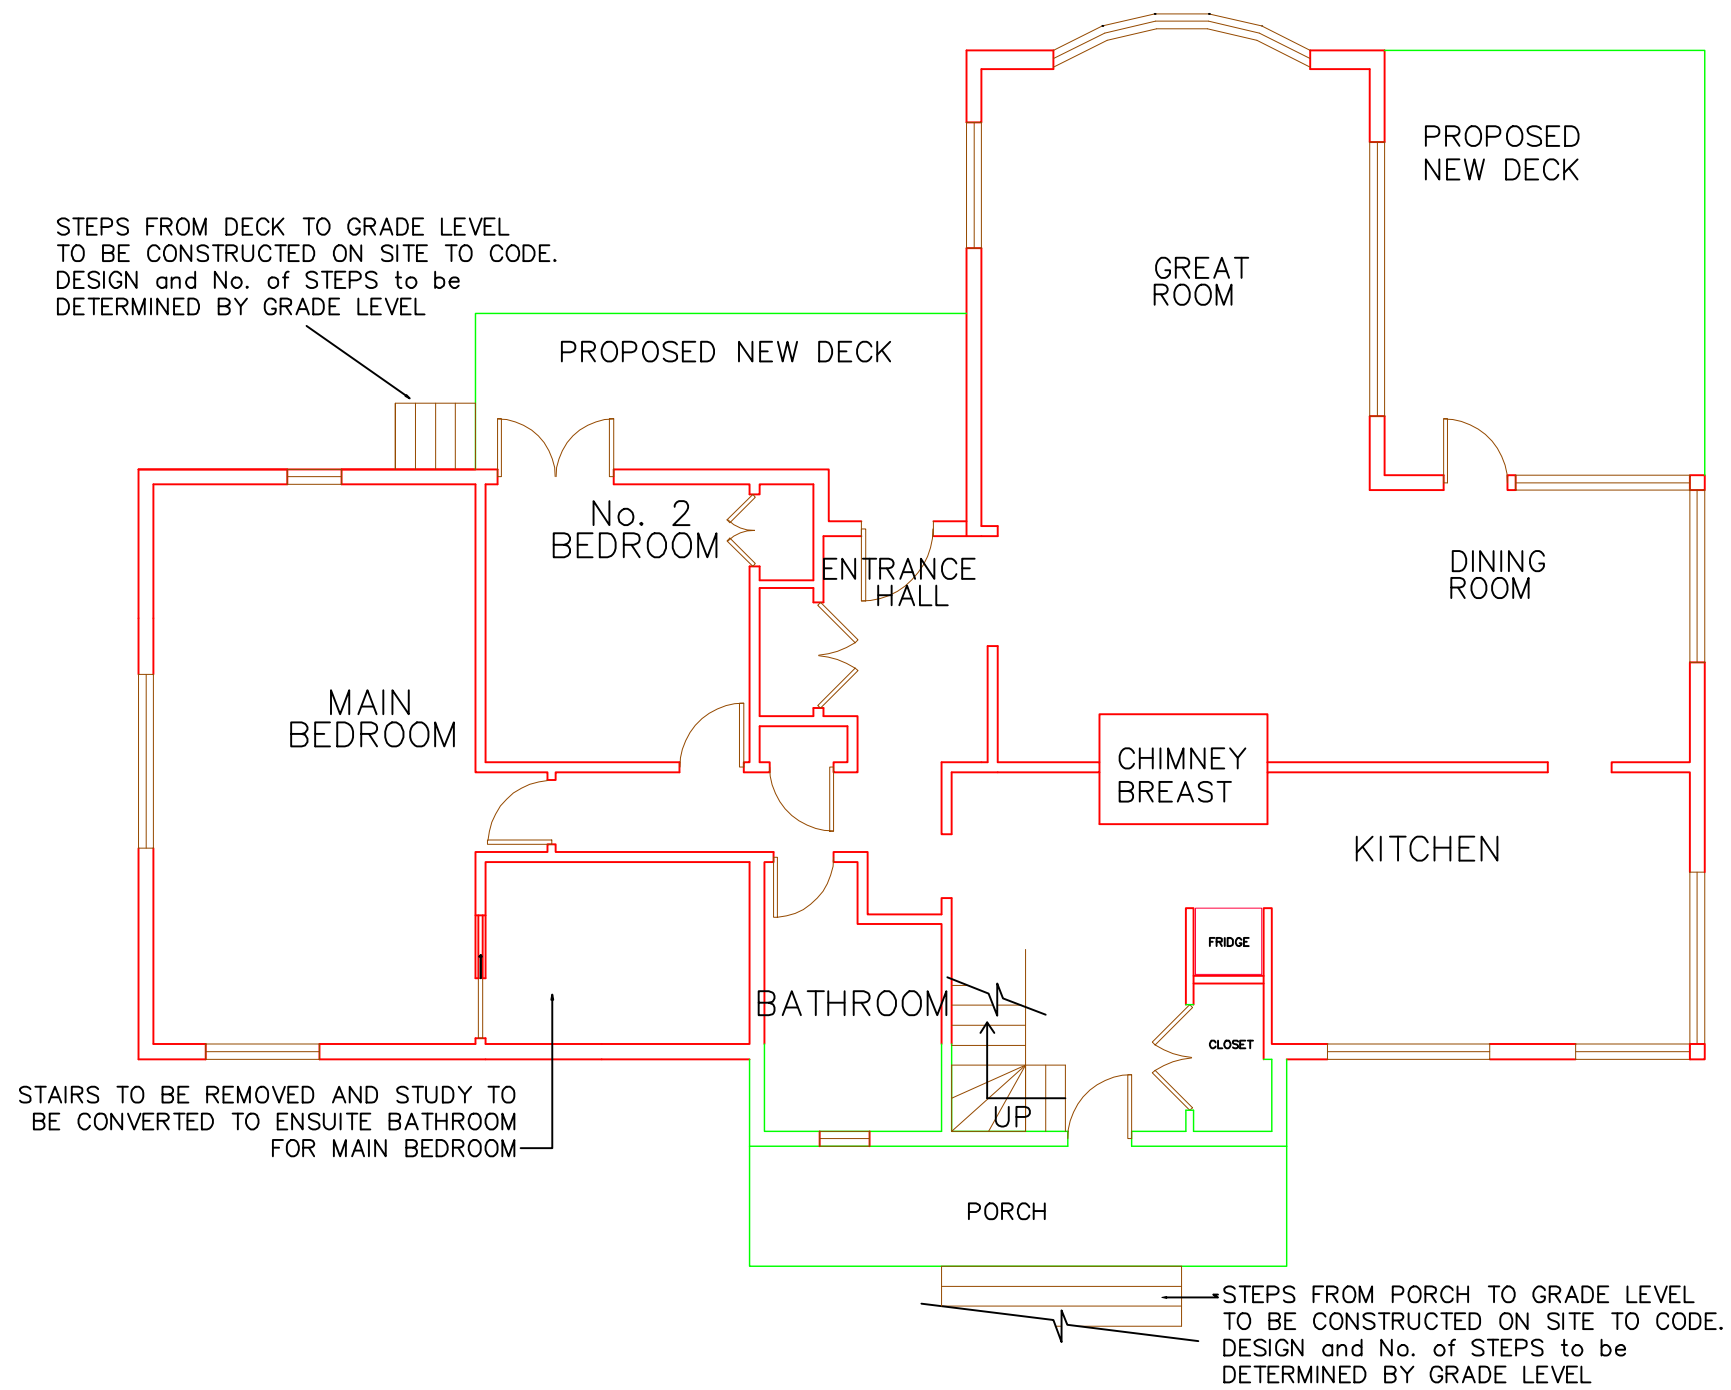 PROPOSED
NEW DECK
STEPS FROM DECK TO GRADE LEVEL
TO BE CONSTRUCTED ON SITE TO CODE.
DESIGN and No. of STEPS to be
DETERMINED BY GRADE LEVEL
GREAT
ROOM
PROPOSED NEW DECK
No. 2
BEDROOM
ENTRANCE
HALL
DINING
ROOM
MAIN
BEDROOM
CHIMNEY
BREAST
KITCHEN
FRIDGE
BATHROOM
CLOSET
STAIRS TO BE REMOVED AND STUDY TO
BE CONVERTED TO ENSUITE BATHROOM
FOR MAIN BEDROOM
UP
PORCH
STEPS FROM PORCH TO GRADE LEVEL
TO BE CONSTRUCTED ON SITE TO CODE.
DESIGN and No. of STEPS to be
DETERMINED BY GRADE LEVEL